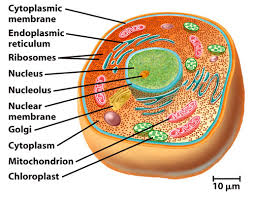 Cytoplasmic
membrane
Endoplasmic
reticulum
Ribosomes
Nucleus
Nucleolus
Nuclear
membrane
Golgi
Cytoplasm
Mitochondrion
Chloroplast
10 µm